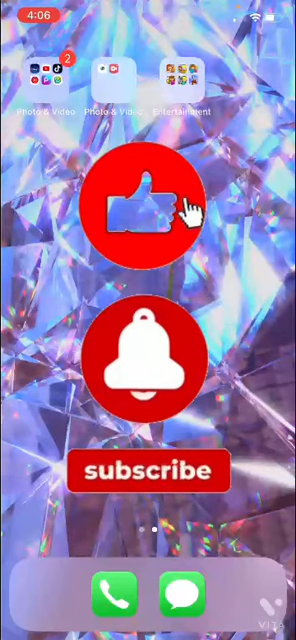 4:06
2
Photo & Video
Photo & Video
Entertainment
subscribe
VITA